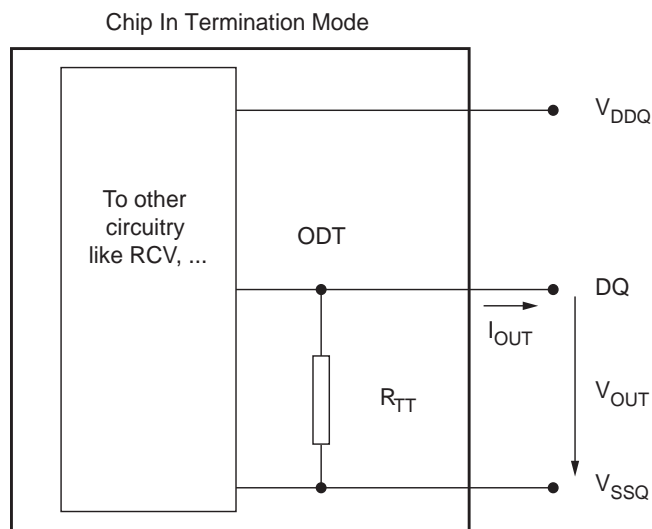 Chip In Termination Mode
V_DDQ
To other
circuitry
like RCV, ...
ODT
DQ
I_OUT
R_TT
V_OUT
V_SSQ